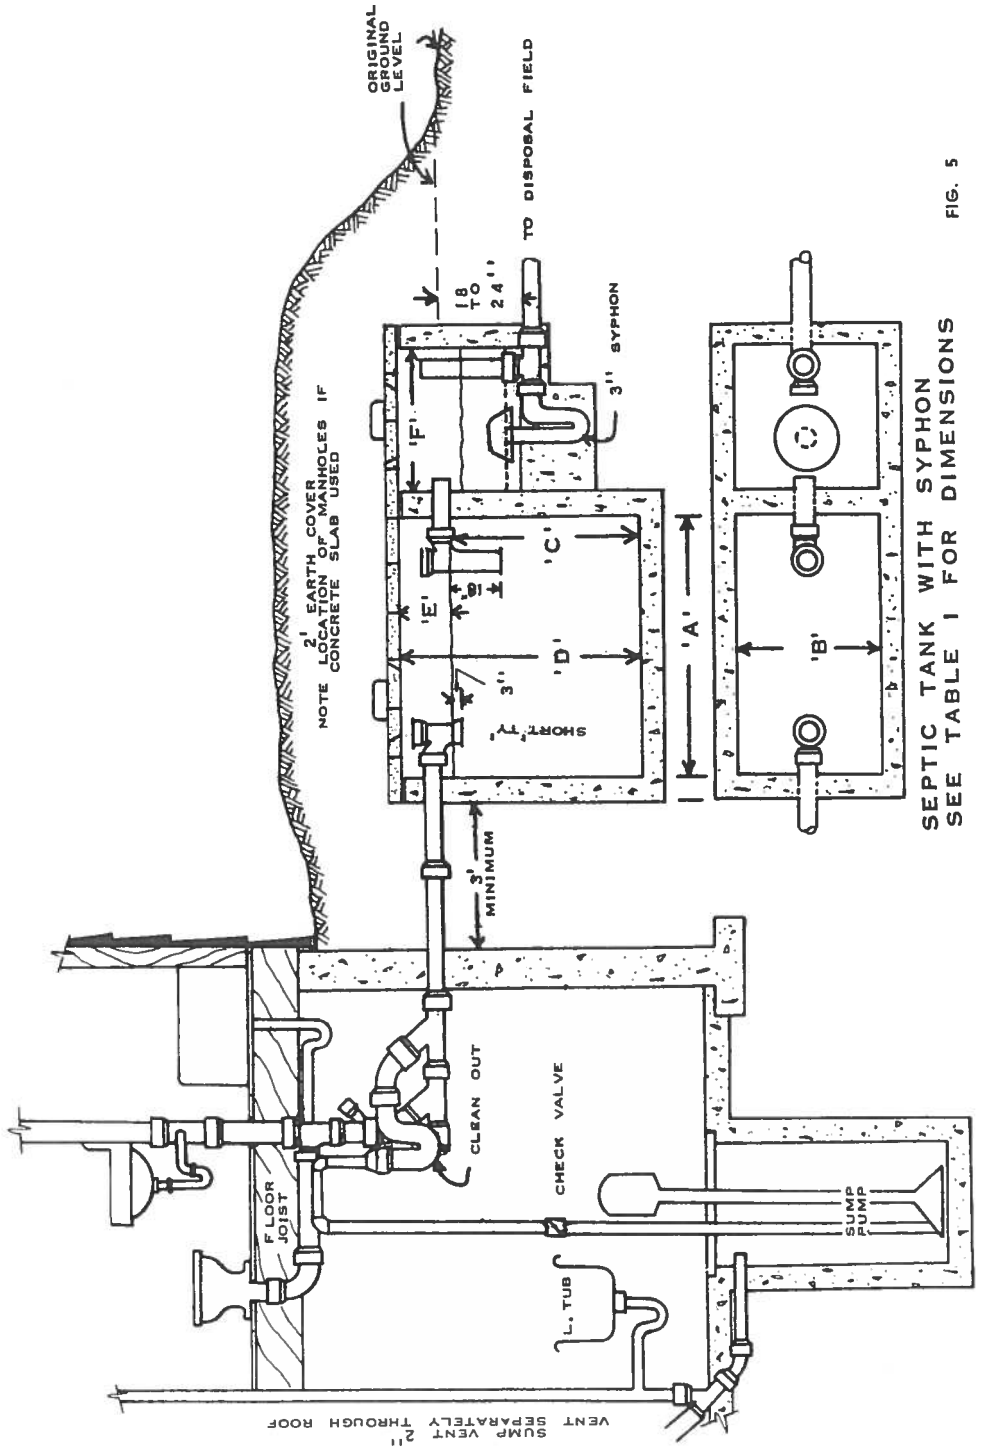 ORIGINAL
GROUND
LEVEL
TO DISPOSAL FIELD
2' EARTH COVER
NOTE LOCATION OF MANHOLES IF
CONCRETE SLAB USED
18
TO
24"
'F'
3" SYPHON
'E'
18"
'C'
'D'
3"
SHORT "TY"
'A'
'B'
3'
MINIMUM
FLOOR
JOIST
CLEAN OUT
CHECK VALVE
L. TUB
SUMP
PUMP
SUMP VENT 2"
VENT SEPARATELY THROUGH ROOF
SEPTIC TANK WITH SYPHON
SEE TABLE I FOR DIMENSIONS
FIG. 5